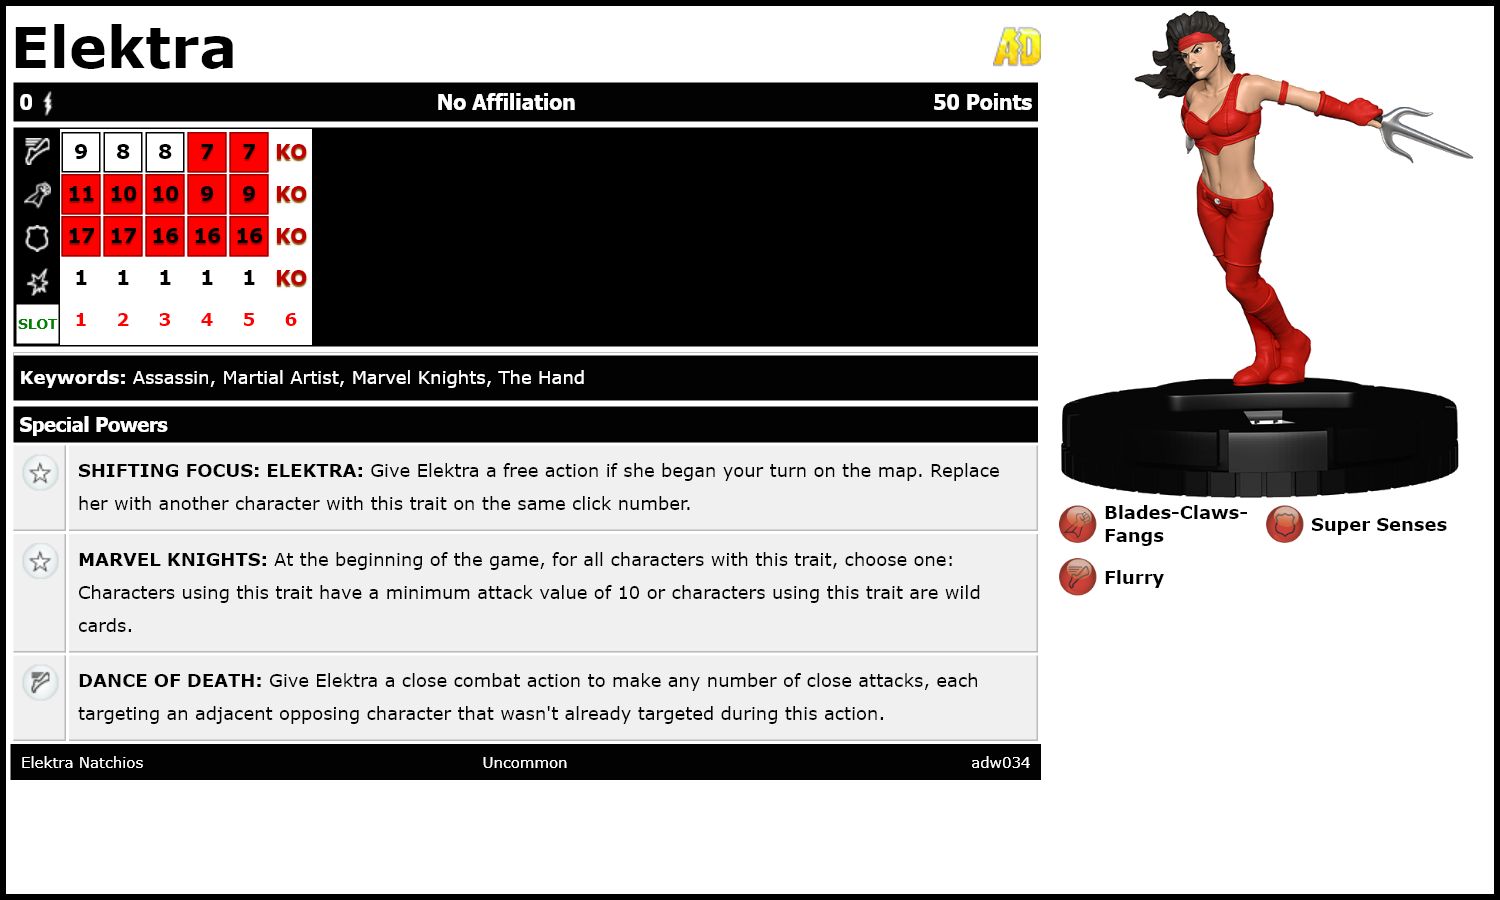 Elektra
AD
0 No Affiliation 50 Points
9 8 8 7 7 KO
11 10 10 9 9 KO
17 17 16 16 16 KO
1 1 1 1 1 KO
SLOT 1 2 3 4 5 6
Keywords: Assassin, Martial Artist, Marvel Knights, The Hand
Special Powers
SHIFTING FOCUS: ELEKTRA: Give Elektra a free action if she began your turn on the map. Replace
her with another character with this trait on the same click number.
MARVEL KNIGHTS: At the beginning of the game, for all characters with this trait, choose one:
Characters using this trait have a minimum attack value of 10 or characters using this trait are wild
cards.
DANCE OF DEATH: Give Elektra a close combat action to make any number of close attacks, each
targeting an adjacent opposing character that wasn't already targeted during this action.
Elektra Natchios Uncommon adw034
Blades-Claws-
Fangs
Super Senses
Flurry